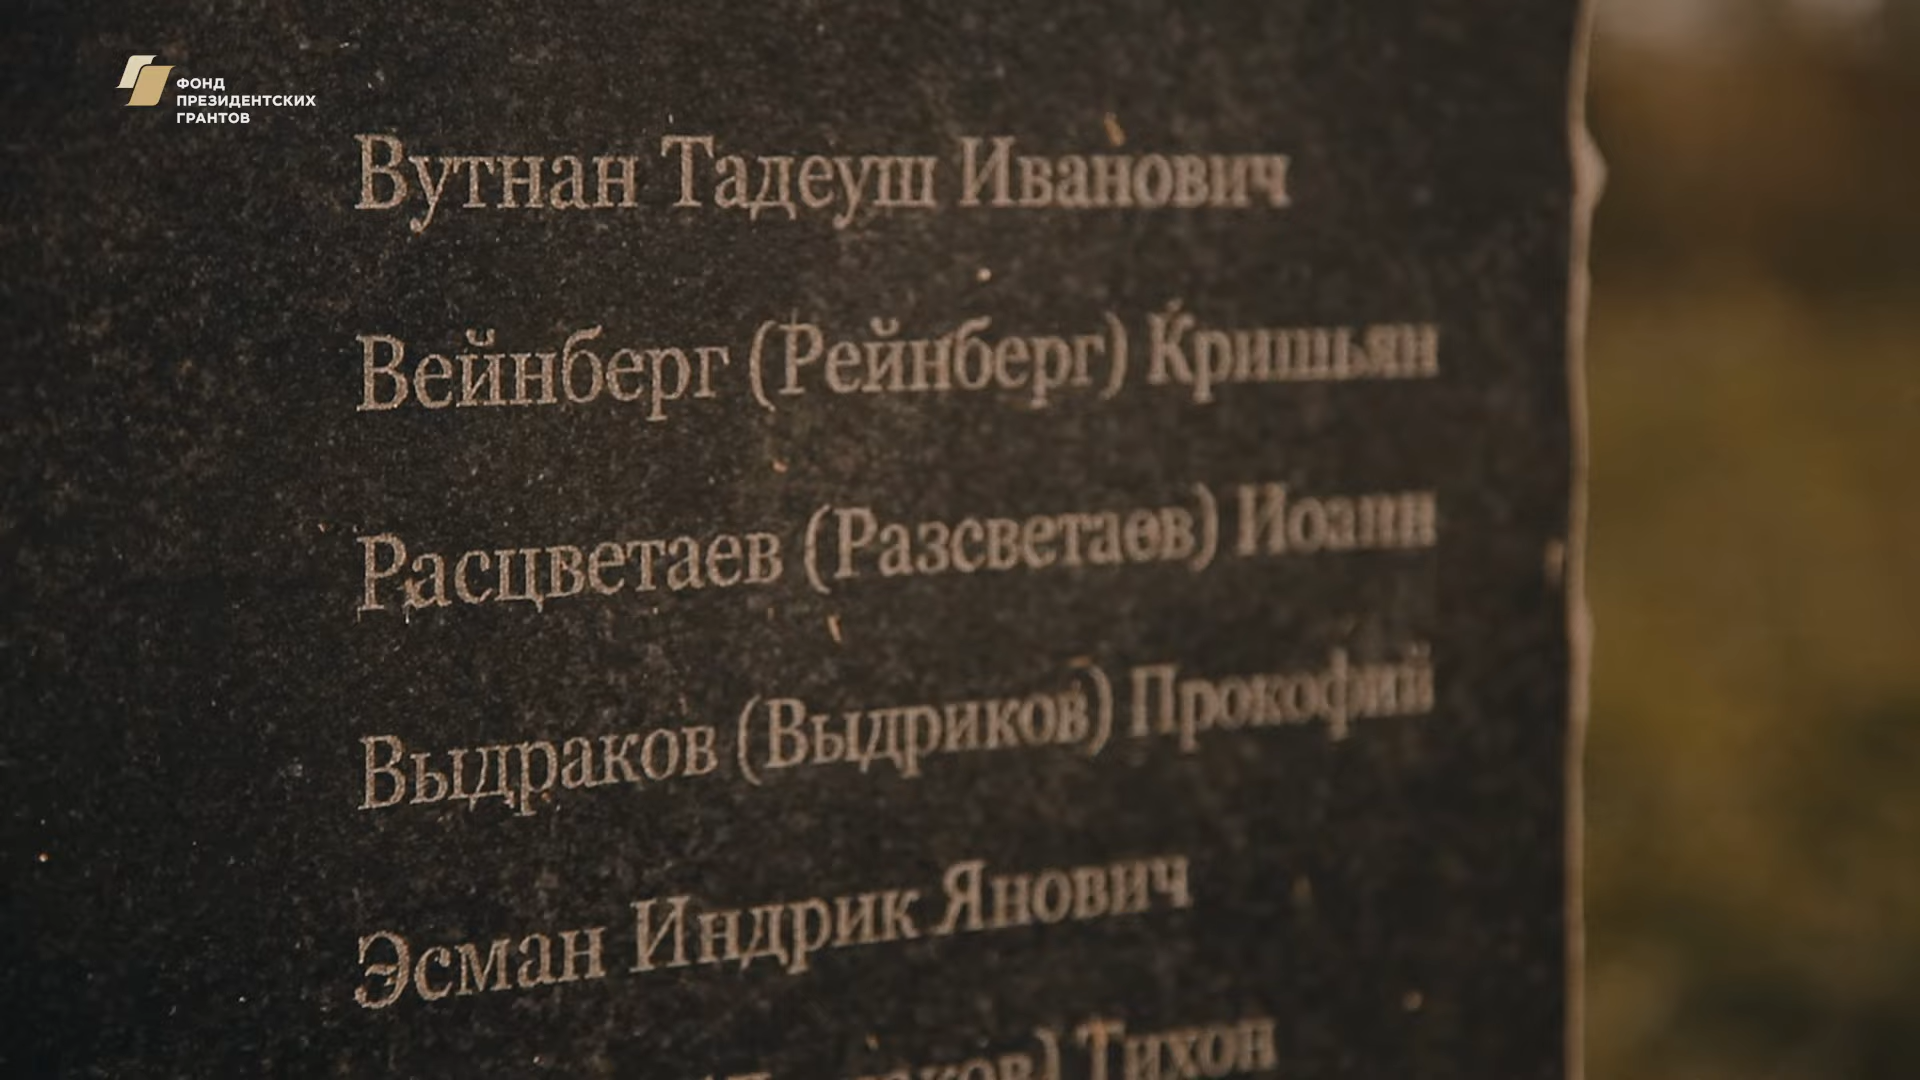 ФОНД
ПРЕЗИДЕНТСКИХ
ГРАНТОВ
Вутнан Тадеуш Иванович
Вейнберг (Рейнберг) Кришьян
Расцветаев (Разсветаев) Иоанн
Выдраков (Выдриков) Прокофий
Эсман Индрик Янович
Тихон